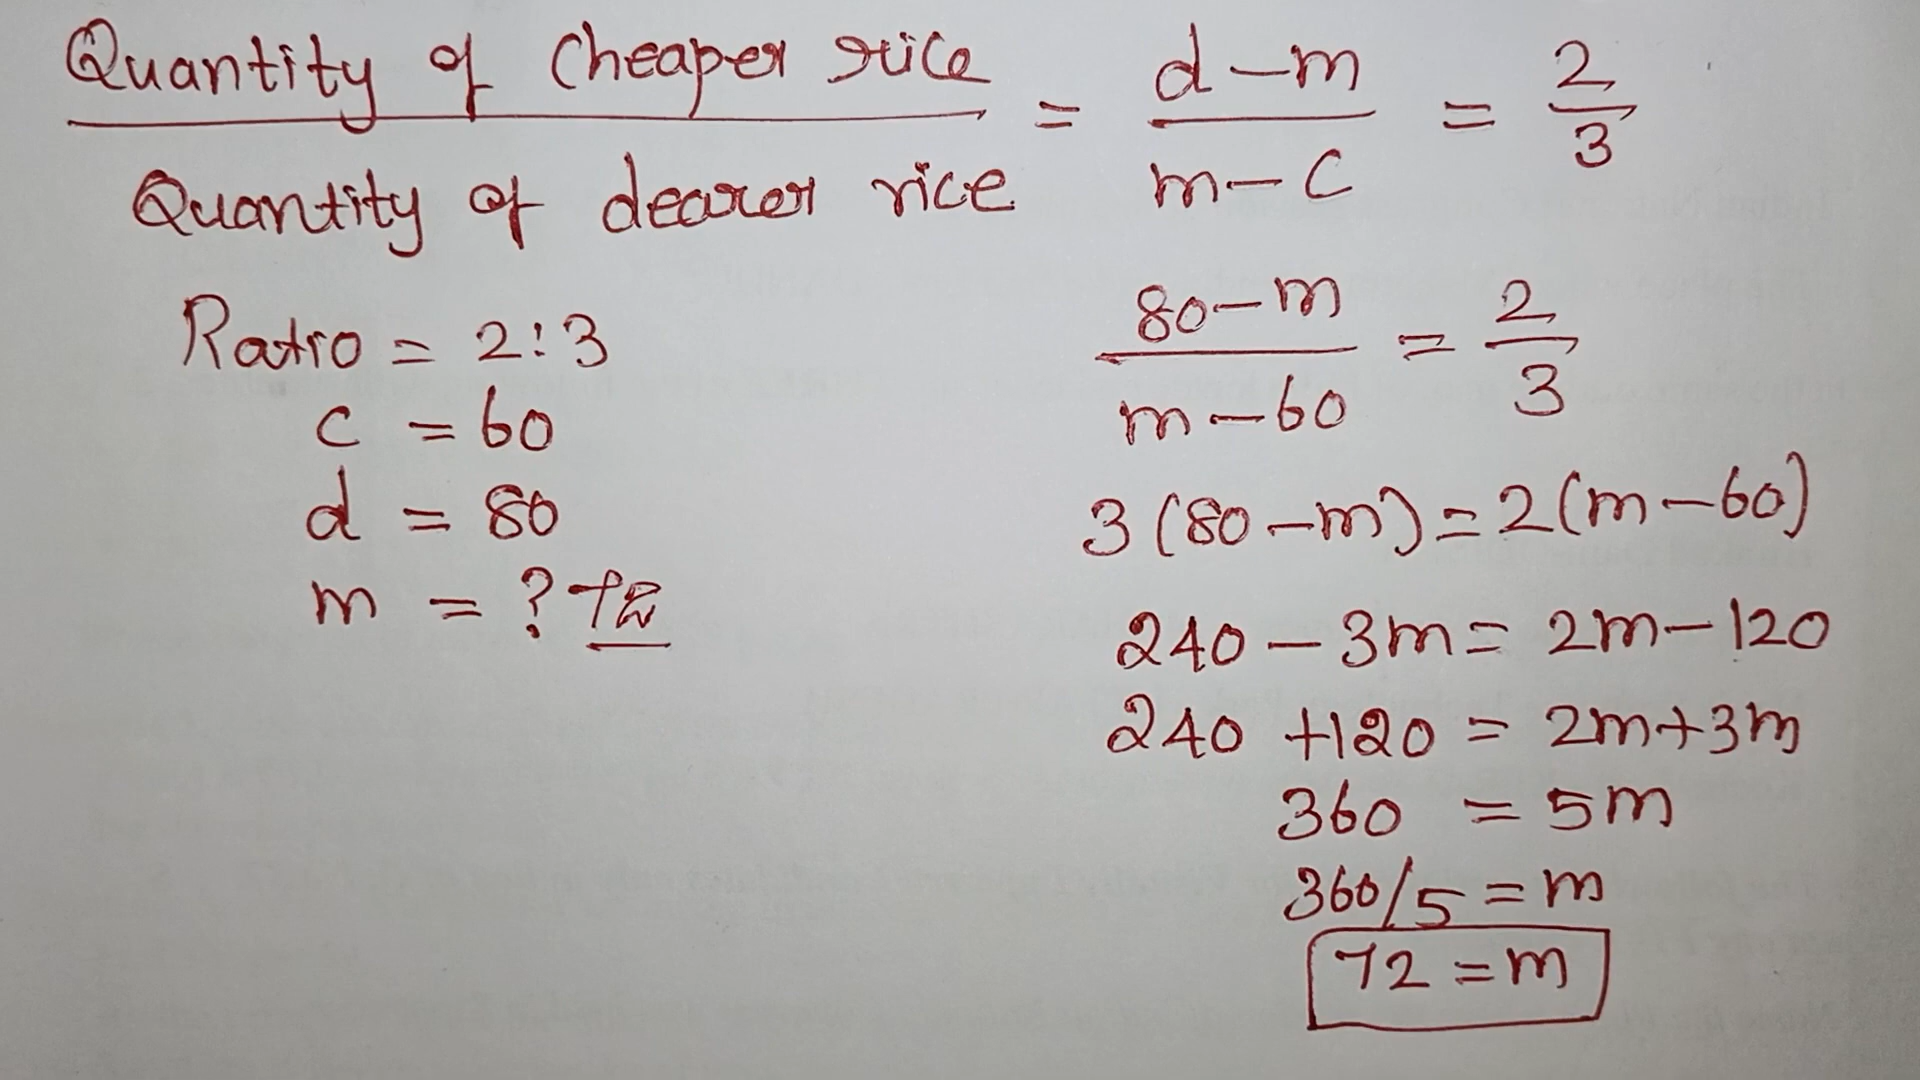 Quantity of Cheaper rice / Quantity of dearer rice = d-m / m-c = 2/3
Ratio = 2:3
c = 60
d = 80
m = ? 72
80-m / m-60 = 2/3
3(80-m) = 2(m-60)
240-3m = 2m-120
240+120 = 2m+3m
360 = 5m
360/5 = m
72 = m